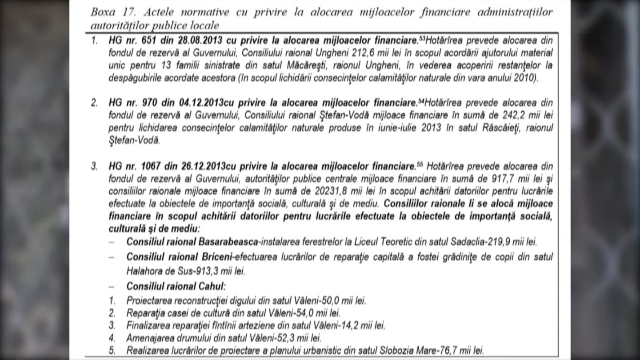 Boxa 17. Actele normative cu privire la alocarea mijloacelor financiare administrațiilor
autorităților publice locale
1. HG nr. 651 din 28.08.2013 cu privire la alocarea mijloacelor financiare.⁵³Hotărîrea prevede alocarea din
fondul de rezervă al Guvernului, Consiliului raional Ungheni 212,6 mii lei în scopul acordării ajutorului material
unic pentru 13 familii sinistrate din satul Măcărești, raionul Ungheni, în vederea acoperirii restanțelor la
despăgubirile acordate acestora (în scopul lichidării consecințelor calamităților naturale din vara anului 2010).
2. HG nr. 970 din 04.12.2013cu privire la alocarea mijloacelor financiare.⁵⁴Hotărîrea prevede alocarea din
fondul de rezervă al Guvernului, Consiliului raional Ștefan-Vodă mijloace financiare în sumă de 242,2 mii lei
pentru lichidarea consecințelor calamităților naturale produse în iunie-iulie 2013 în satul Răscăieți, raionul
Ștefan-Vodă.
3. HG nr. 1067 din 26.12.2013cu privire la alocarea mijloacelor financiare.⁵⁵ Hotărîrea prevede alocarea din
fondul de rezervă al Guvernului, autorităților publice centrale mijloace financiare în sumă de 917,7 mii lei și
consiliilor raionale mijloace financiare în sumă de 20231,8 mii lei în scopul achitării datoriilor pentru lucrările
efectuate la obiectele de importanță socială, culturală și de mediu. Consiliilor raionale li se alocă mijloace
financiare în scopul achitării datoriilor pentru lucrările efectuate la obiectele de importanță socială,
culturală și de mediu:
– Consiliul raional Basarabeasca-instalarea ferestrelor la Liceul Teoretic din satul Sadaclia-219,9 mii lei.
– Consiliul raional Briceni-efectuarea lucrărilor de reparație capitală a fostei grădinițe de copii din satul
Halahora de Sus-913,3 mii lei.
– Consiliul raional Cahul:
1. Proiectarea reconstrucției digului din satul Văleni-50,0 mii lei.
2. Reparația casei de cultură din satul Văleni-54,0 mii lei.
3. Finalizarea reparației fîntînii arteziene din satul Văleni-14,2 mii lei.
4. Amenajarea drumului din satul Văleni-52,3 mii lei.
5. Realizarea lucrărilor de proiectare a planului urbanistic din satul Slobozia Mare-76,7 mii lei.